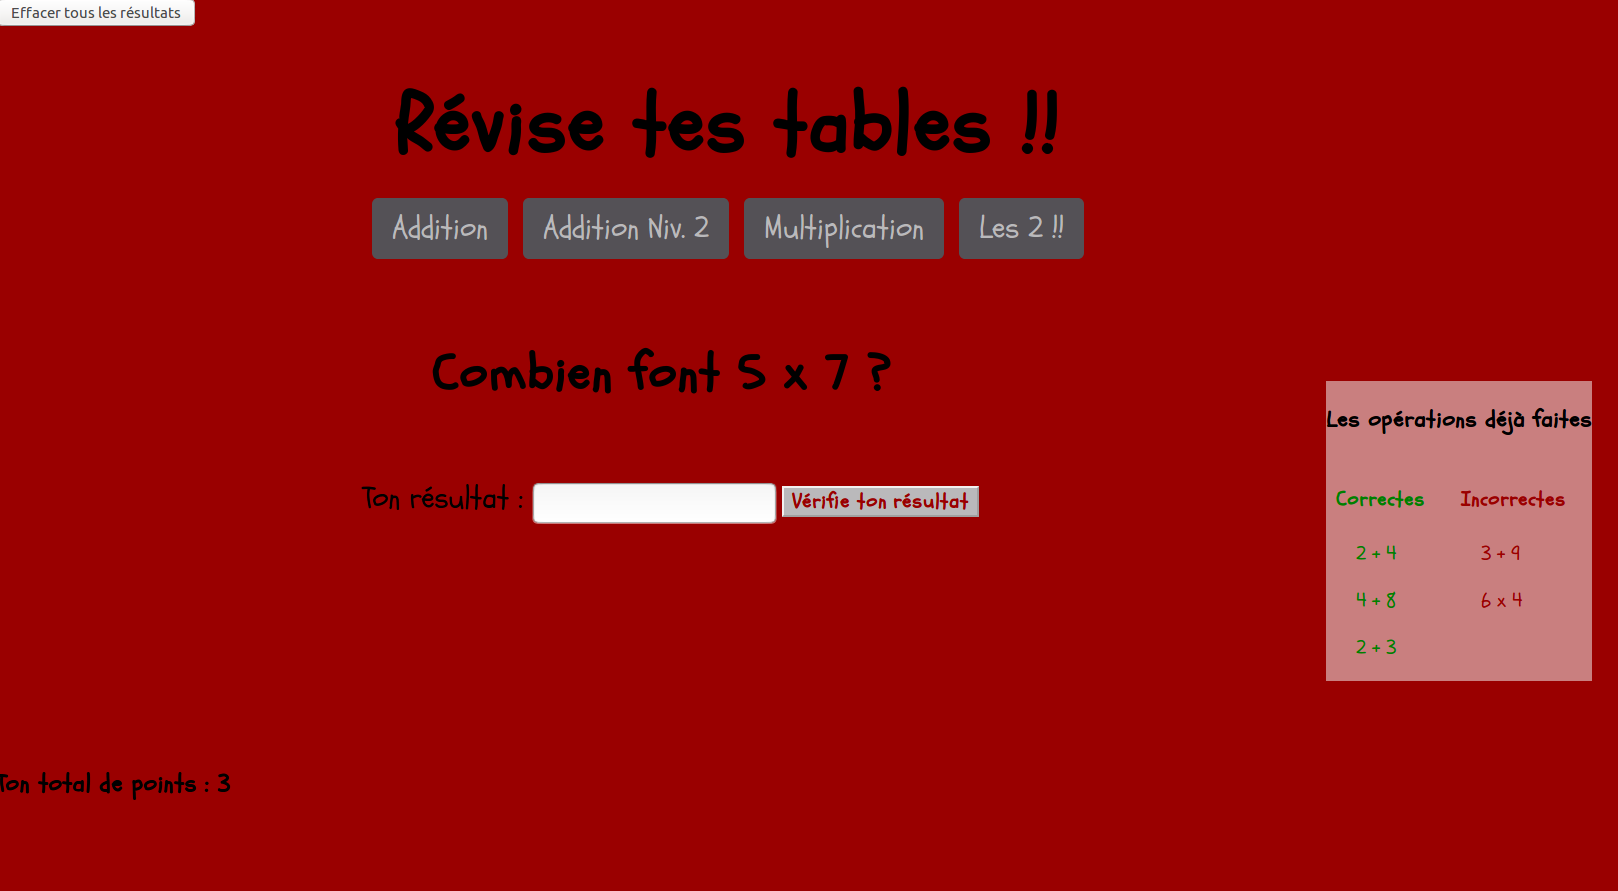 Effacer tous les résultats
Révise tes tables !!
Addition
Addition Niv. 2
Multiplication
Les 2 !!
Combien font 5 x 7 ?
Ton résultat :
Vérifie ton résultat
Les opérations déjà faites
Correctes Incorrectes
2 + 4 3 + 9
4 + 8 6 x 4
2 + 3
Ton total de points : 3